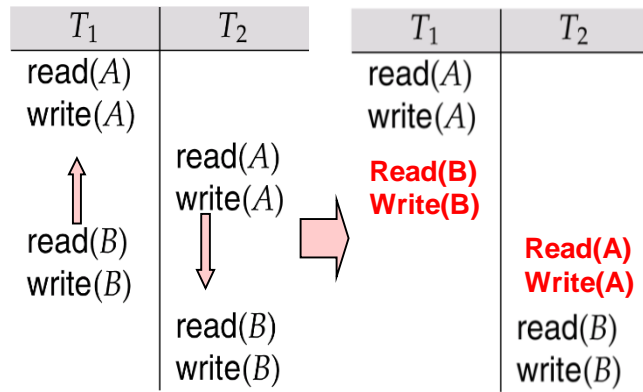 T1 T2
read(A)
write(A)
read(A)
write(A)
read(B)
write(B)
read(B)
write(B)
T1 T2
read(A)
write(A)
Read(B)
Write(B)
Read(A)
Write(A)
read(B)
write(B)